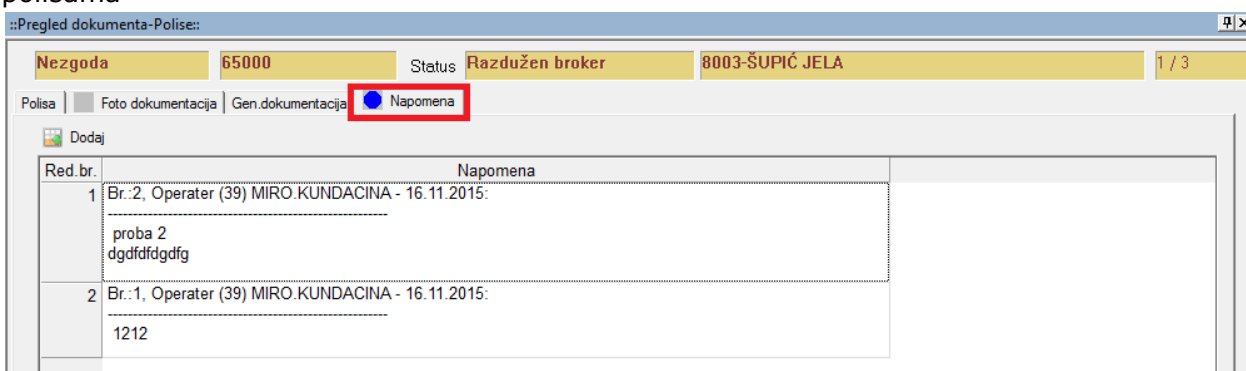 polisama
::Pregled dokumenta-Polise::
Nezgoda 65000 Status Razdužen broker 8003-ŠUPIĆ JELA 1 / 3
Polisa Foto dokumentacija Gen.dokumentacija Napomena
Dodaj
Red.br. Napomena
1 Br.:2, Operater (39) MIRO.KUNDACINA - 16.11.2015:
--------------------------------------------------------
proba 2
dgdfdfdgdfg
2 Br.:1, Operater (39) MIRO.KUNDACINA - 16.11.2015:
--------------------------------------------------------
1212